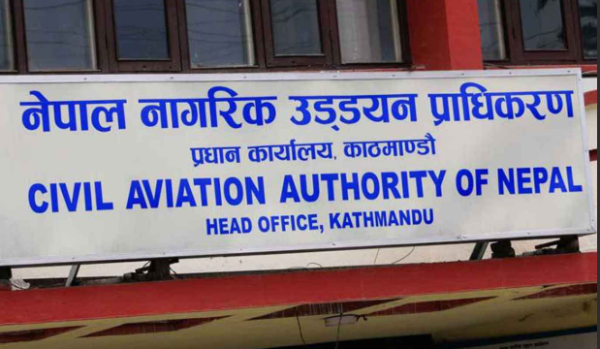 नेपाल नागरिक उड्डयन प्राधिकरण
प्रधान कार्यालय, काठमाण्डौ
CIVIL AVIATION AUTHORITY OF NEPAL
HEAD OFFICE, KATHMANDU